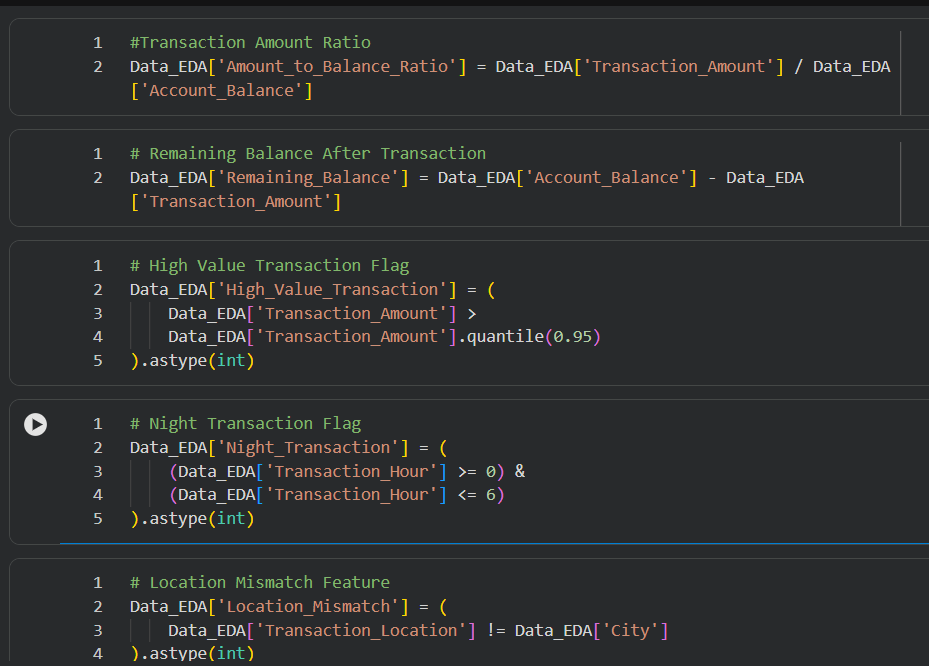 1 #Transaction Amount Ratio
2 Data_EDA['Amount_to_Balance_Ratio'] = Data_EDA['Transaction_Amount'] / Data_EDA
['Account_Balance']
1 # Remaining Balance After Transaction
2 Data_EDA['Remaining_Balance'] = Data_EDA['Account_Balance'] - Data_EDA
['Transaction_Amount']
1 # High Value Transaction Flag
2 Data_EDA['High_Value_Transaction'] = (
3     Data_EDA['Transaction_Amount'] >
4     Data_EDA['Transaction_Amount'].quantile(0.95)
5 ).astype(int)
1 # Night Transaction Flag
2 Data_EDA['Night_Transaction'] = (
3     (Data_EDA['Transaction_Hour'] >= 0) &
4     (Data_EDA['Transaction_Hour'] <= 6)
5 ).astype(int)
1 # Location Mismatch Feature
2 Data_EDA['Location_Mismatch'] = (
3     Data_EDA['Transaction_Location'] != Data_EDA['City']
4 ).astype(int)